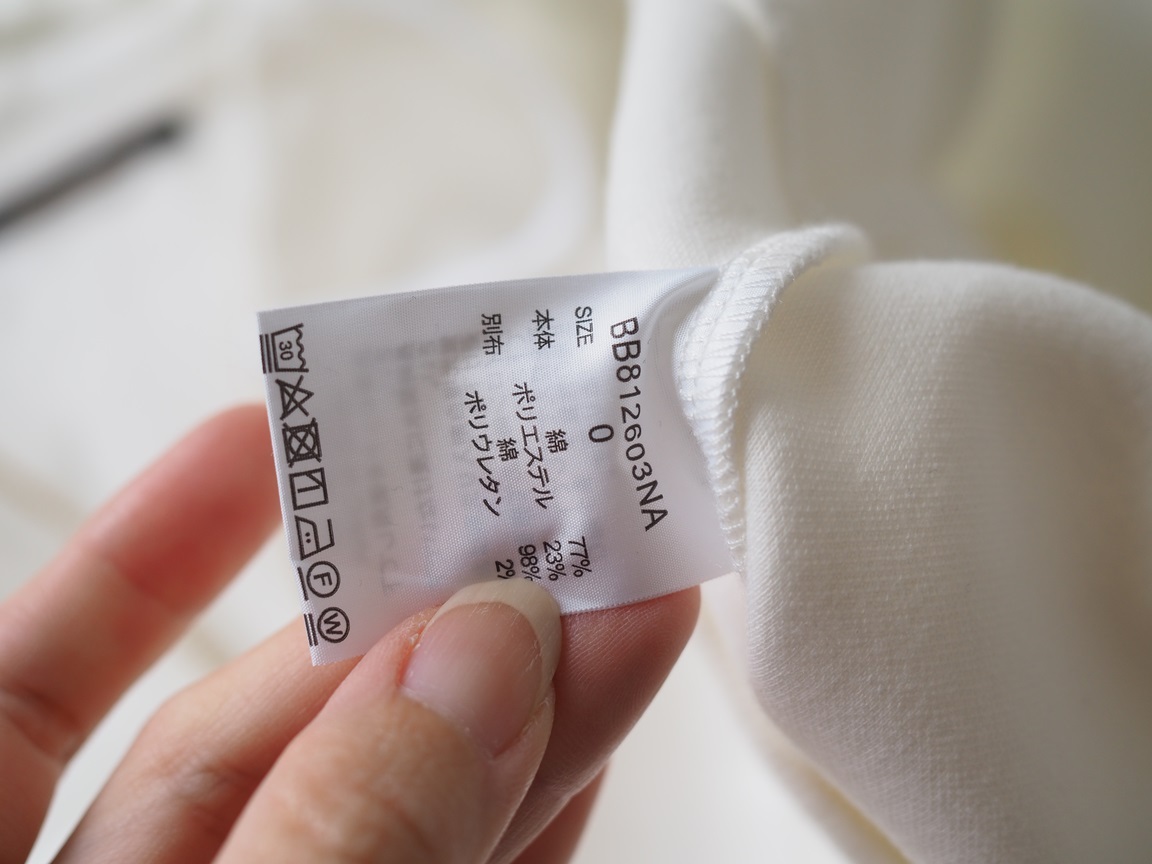 BB812603NA
SIZE 0
本体 綿 77%
ポリエステル 23%
別布 綿 98%
ポリウレタン 2%
30
F
W